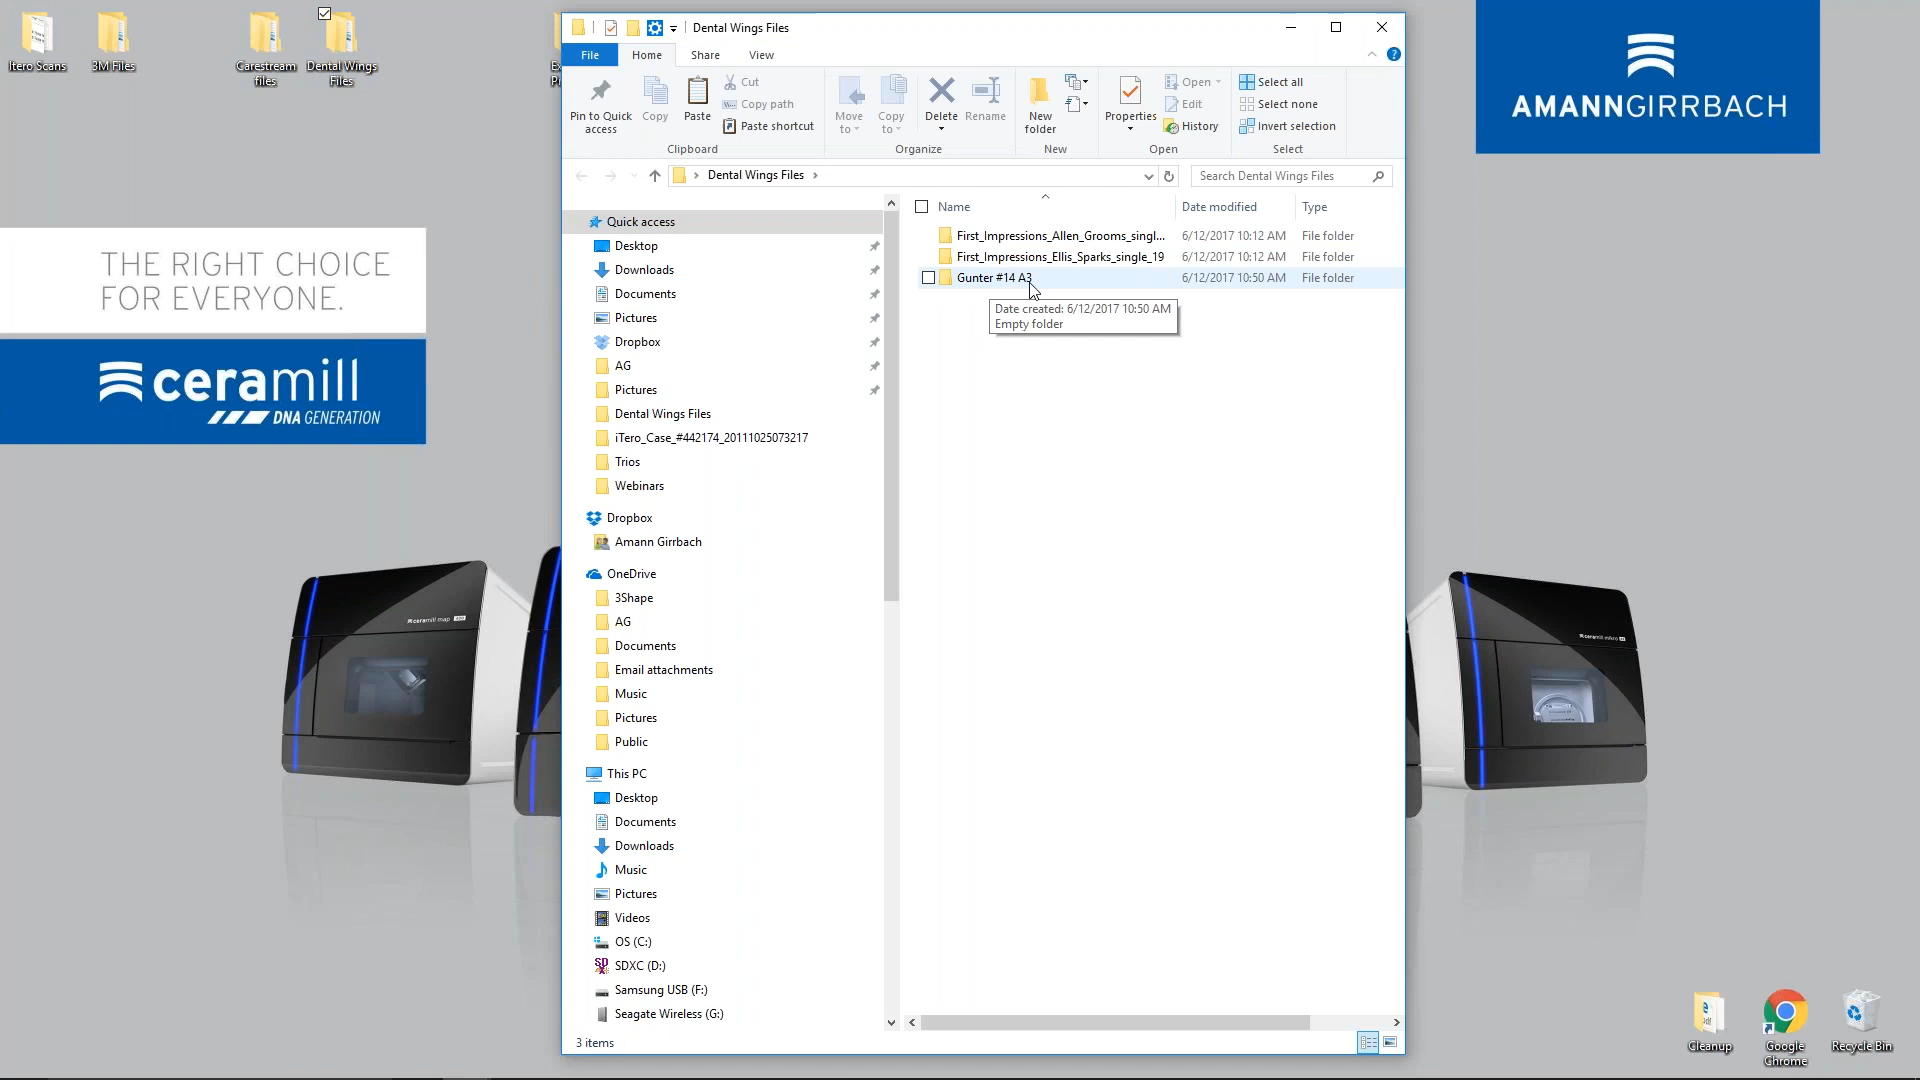 Itero Scans
3M Files
Carestream
files
Dental Wings
Files
THE RIGHT CHOICE
FOR EVERYONE.
ceramill
DNA GENERATION
AMANNGIRRBACH
Dental Wings Files
File
Home
Share
View
Pin to Quick
access
Copy
Paste
Cut
Copy path
Paste shortcut
Clipboard
Move
to
Copy
to
Delete
Rename
Organize
New
folder
New
Properties
Open
Edit
History
Open
Select all
Select none
Invert selection
Select
Dental Wings Files
Search Dental Wings Files
Name
Date modified
Type
First_Impressions_Allen_Grooms_singl...
6/12/2017 10:12 AM
File folder
First_Impressions_Ellis_Sparks_single_19
6/12/2017 10:12 AM
File folder
Gunter #14 A3
6/12/2017 10:50 AM
File folder
Date created: 6/12/2017 10:50 AM
Empty folder
Quick access
Desktop
Downloads
Documents
Pictures
Dropbox
AG
Pictures
Dental Wings Files
iTero_Case_#442174_20111025073217
Trios
Webinars
Dropbox
Amann Girrbach
OneDrive
3Shape
AG
Documents
Email attachments
Music
Pictures
Public
This PC
Desktop
Documents
Downloads
Music
Pictures
Videos
OS (C:)
SDXC (D:)
Samsung USB (F:)
Seagate Wireless (G:)
3 items
ceramill map
ceramill mikro
Cleanup
Google
Chrome
Recycle Bin